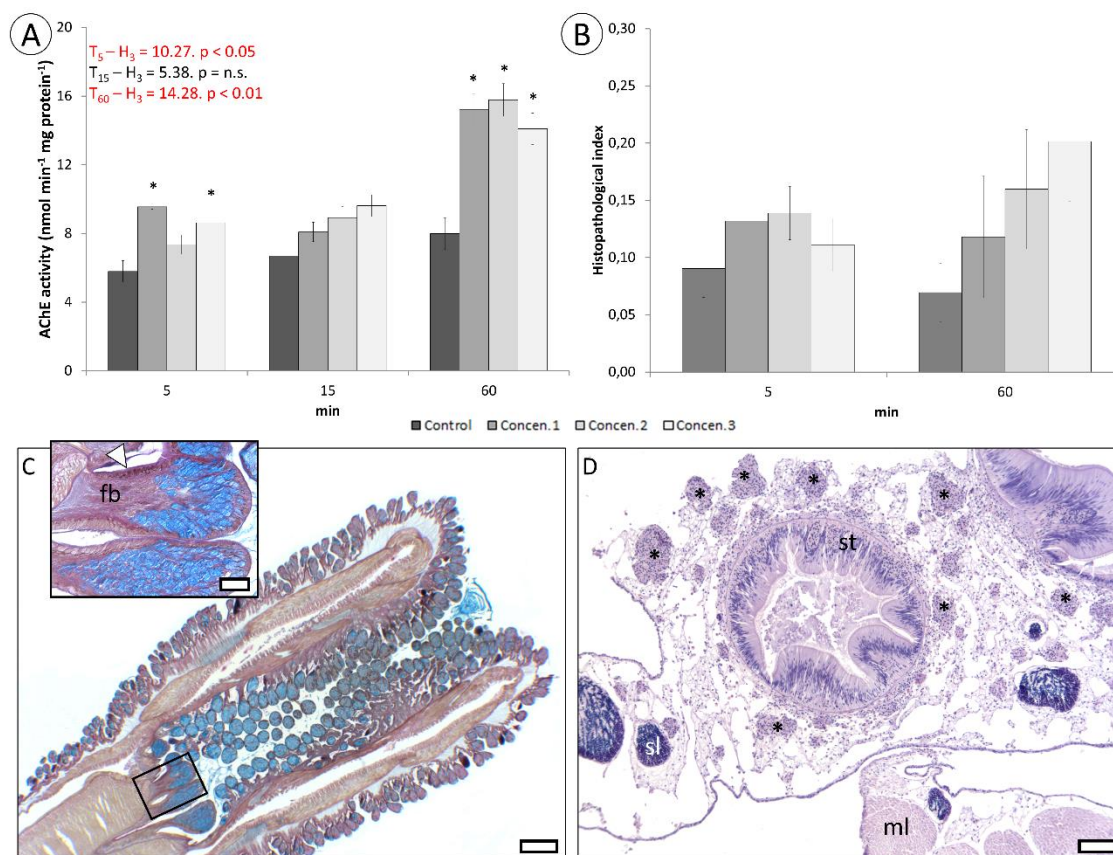 A
T5 – H3 = 10.27. p < 0.05
T15 – H3 = 5.38. p = n.s.
T60 – H3 = 14.28. p < 0.01
AChE activity (nmol min-1 mg protein-1)
20
16
12
8
4
0
* * * * *
5 15 60
min
B
Histopathological index
0,30
0,25
0,20
0,15
0,10
0,05
0,00
5 60
min
Control Concen.1 Concen.2 Concen.3
C
fb
D
* * * * * * * *
st
sl
ml